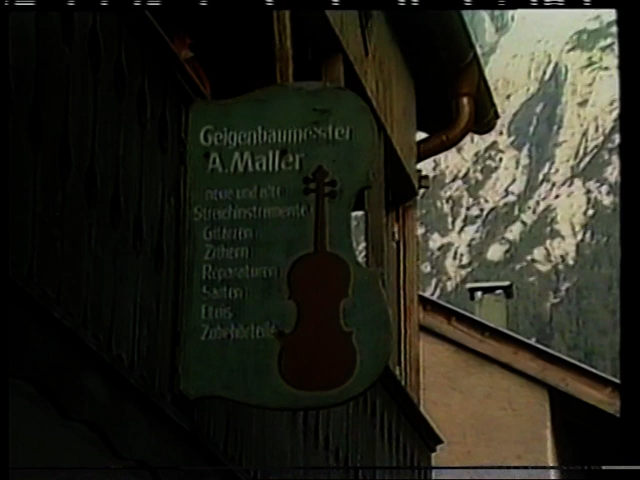 Geigenbaumeister
A. Maller
neue und alte
Streichinstrumente
Gitarren
Zithern
Reparaturen
Saiten
Etuis
Zubehörteile